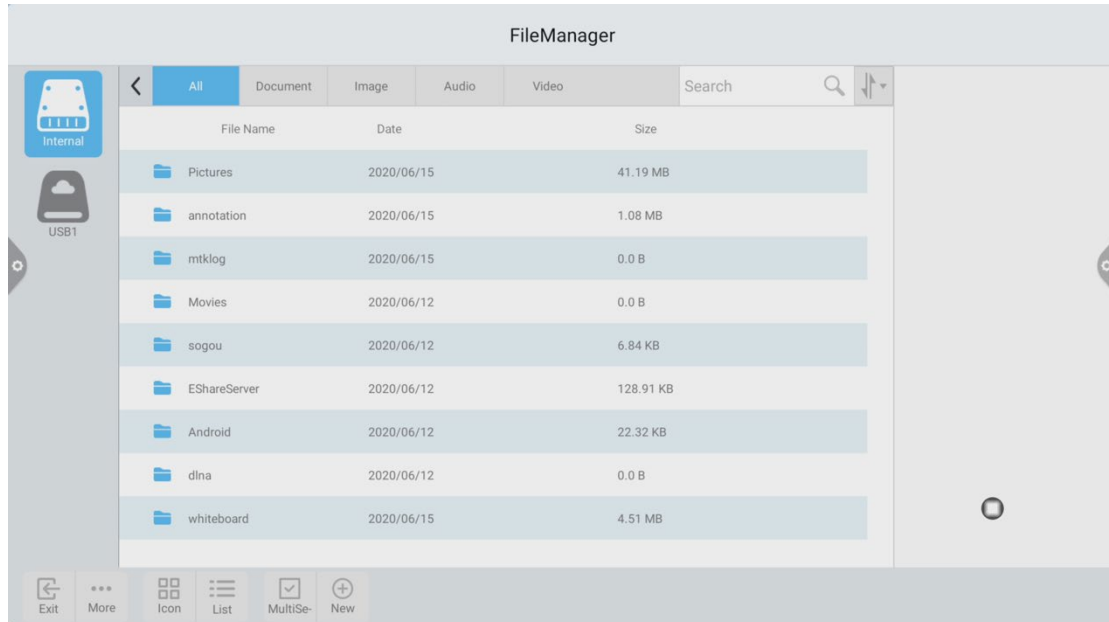 FileManager
Internal
USB1
All Document Image Audio Video Search
File Name Date Size
Pictures 2020/06/15 41.19 MB
annotation 2020/06/15 1.08 MB
mtklog 2020/06/15 0.0 B
Movies 2020/06/12 0.0 B
sogou 2020/06/12 6.84 KB
EShareServer 2020/06/12 128.91 KB
Android 2020/06/12 22.32 KB
dlna 2020/06/12 0.0 B
whiteboard 2020/06/15 4.51 MB
Exit More Icon List MultiSe- New